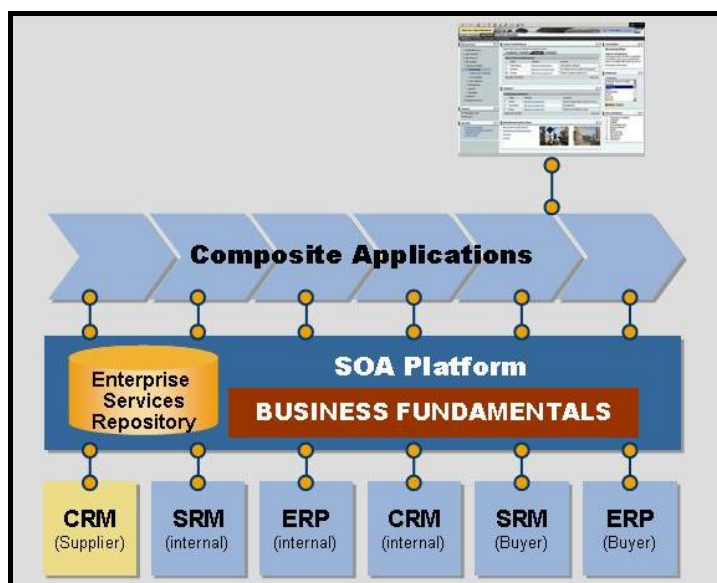 Composite Applications
SOA Platform
Enterprise
Services
Repository
BUSINESS FUNDAMENTALS
CRM
(Supplier)
SRM
(internal)
ERP
(internal)
CRM
(internal)
SRM
(Buyer)
ERP
(Buyer)